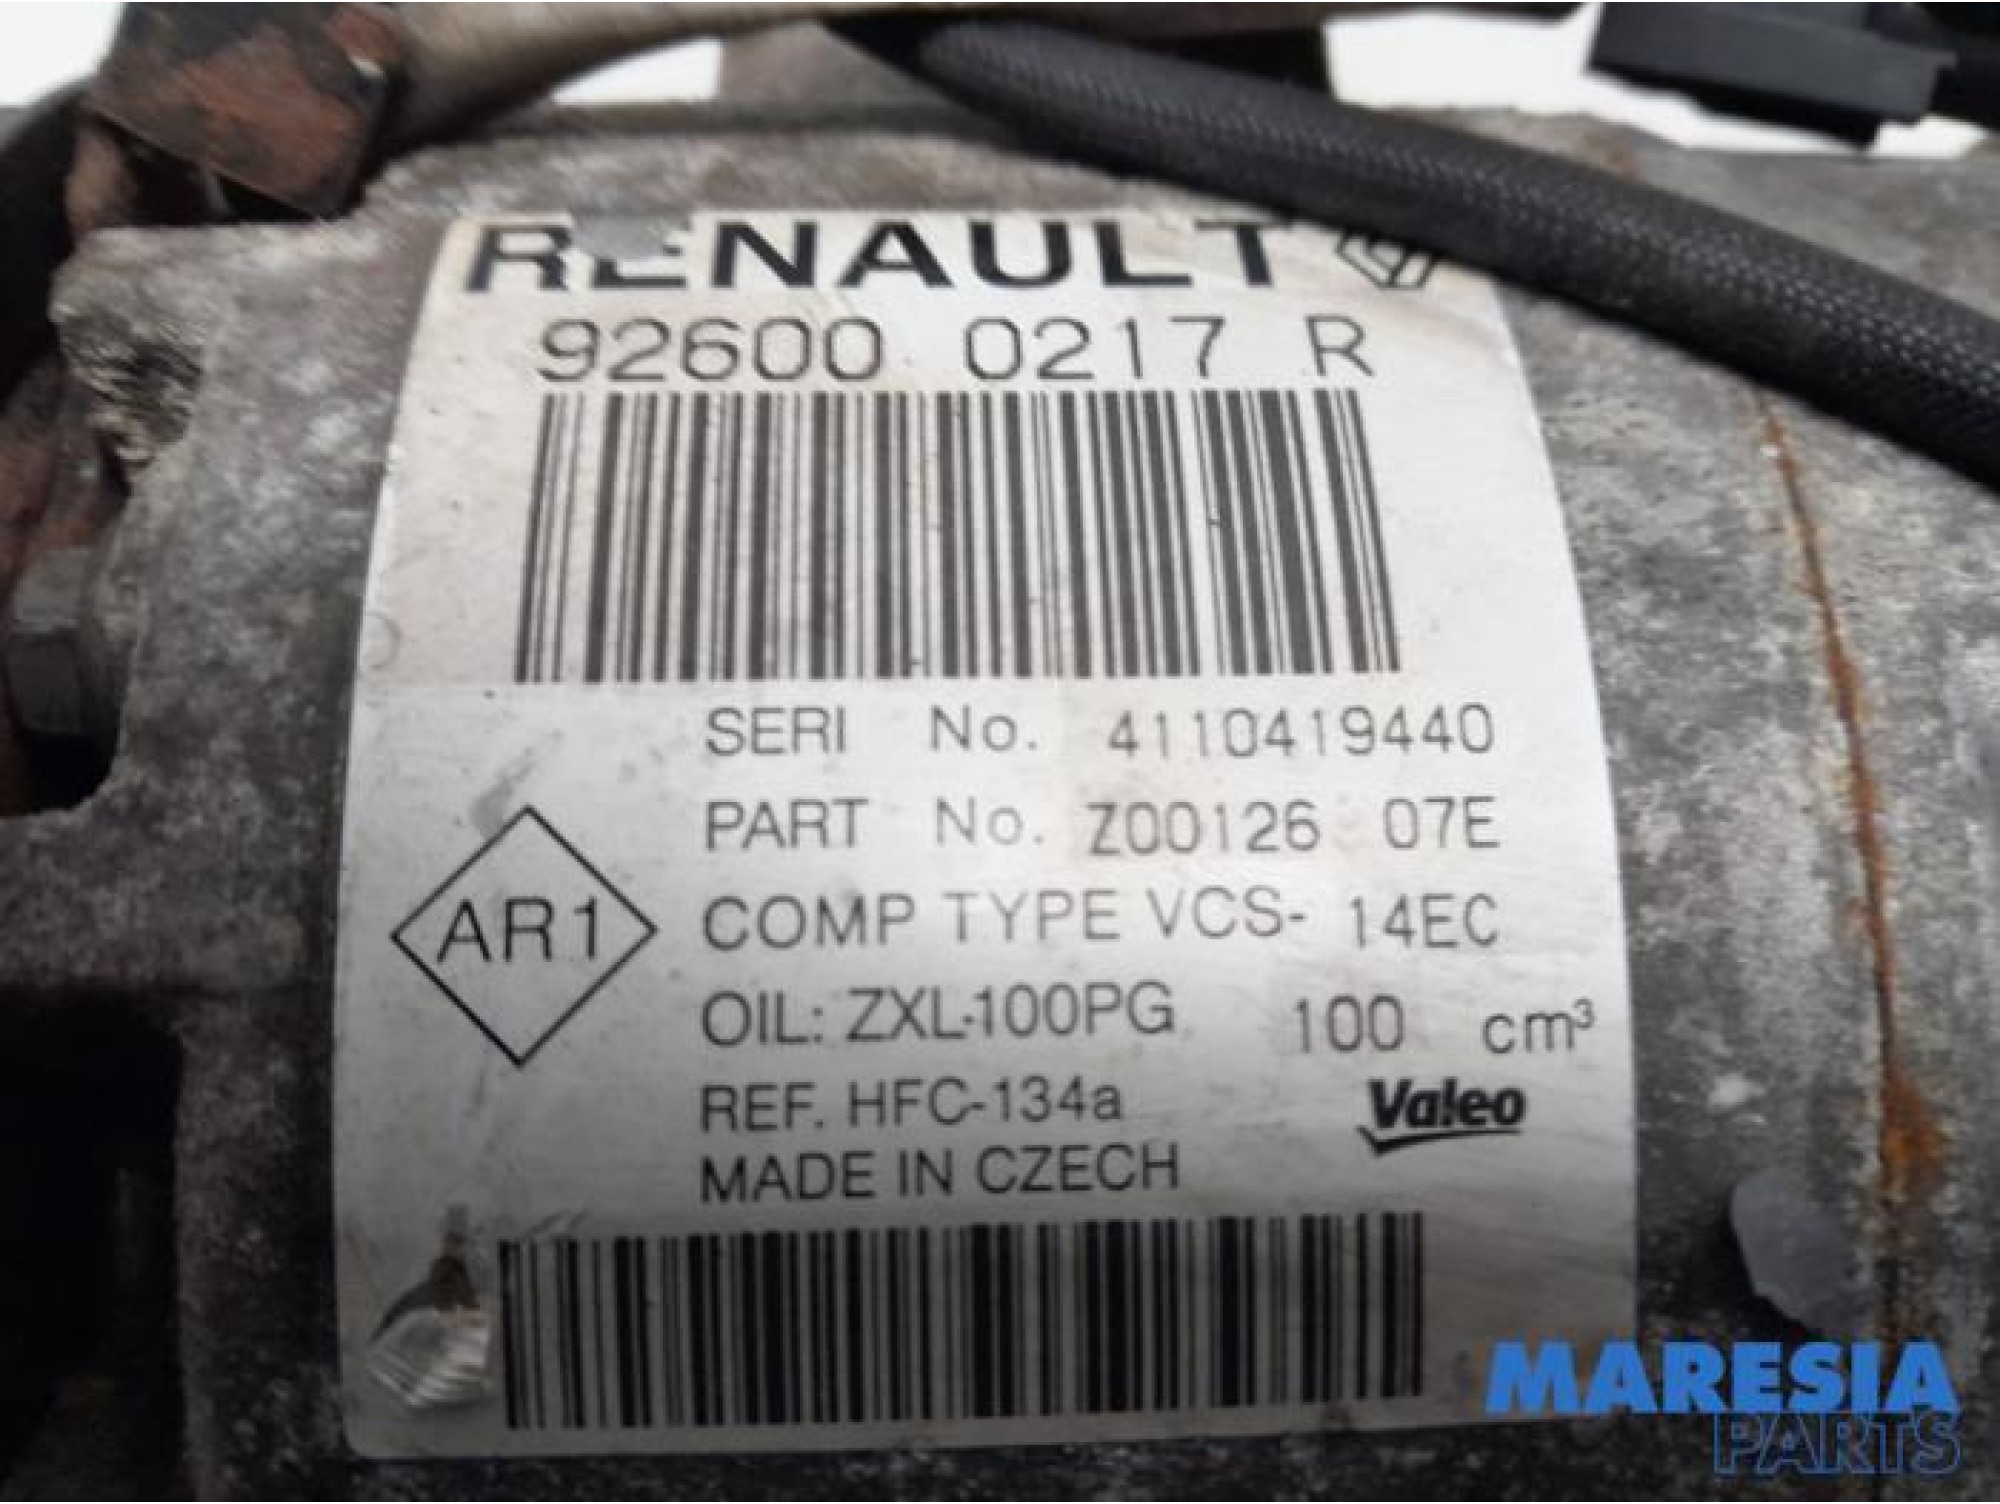 RENAULT
92600 0217 R
SERI No. 4110419440
PART No. Z00126 07E
AR1
COMP TYPE VCS- 14EC
OIL: ZXL-100PG 100 cm³
REF. HFC-134a
Valeo
MADE IN CZECH
MARESIA
PARTS